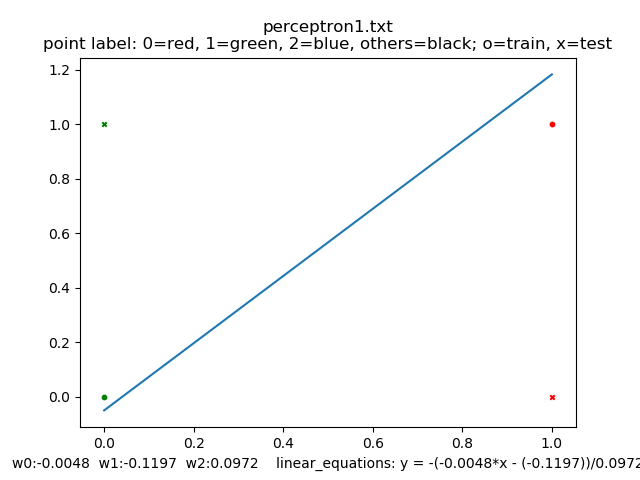 perceptron1.txt
point label: 0=red, 1=green, 2=blue, others=black; o=train, x=test
1.2
1.0
0.8
0.6
0.4
0.2
0.0
0.0 0.2 0.4 0.6 0.8 1.0
w0:-0.0048 w1:-0.1197 w2:0.0972 linear_equations: y = -(-0.0048*x - (-0.1197))/0.0972